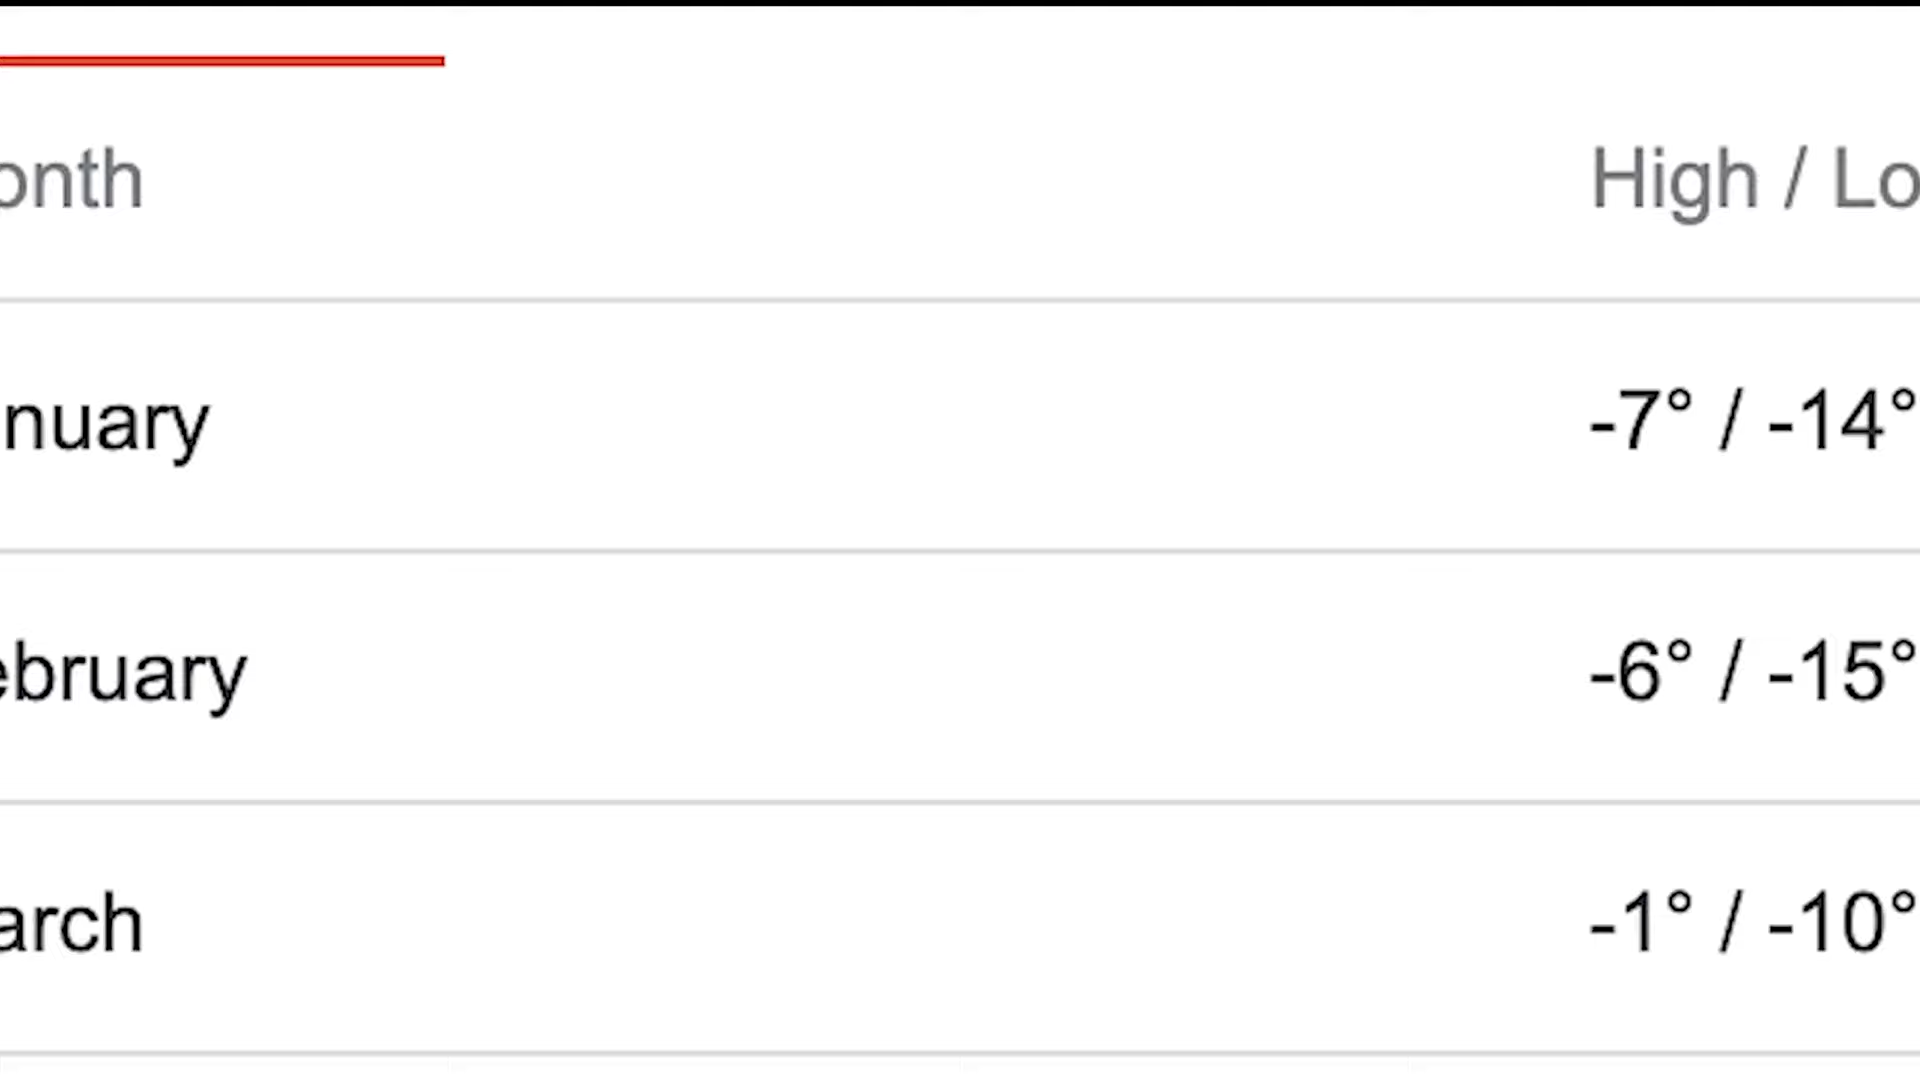 onth High / Lo
nuary -7° / -14°
ebruary -6° / -15°
arch -1° / -10°